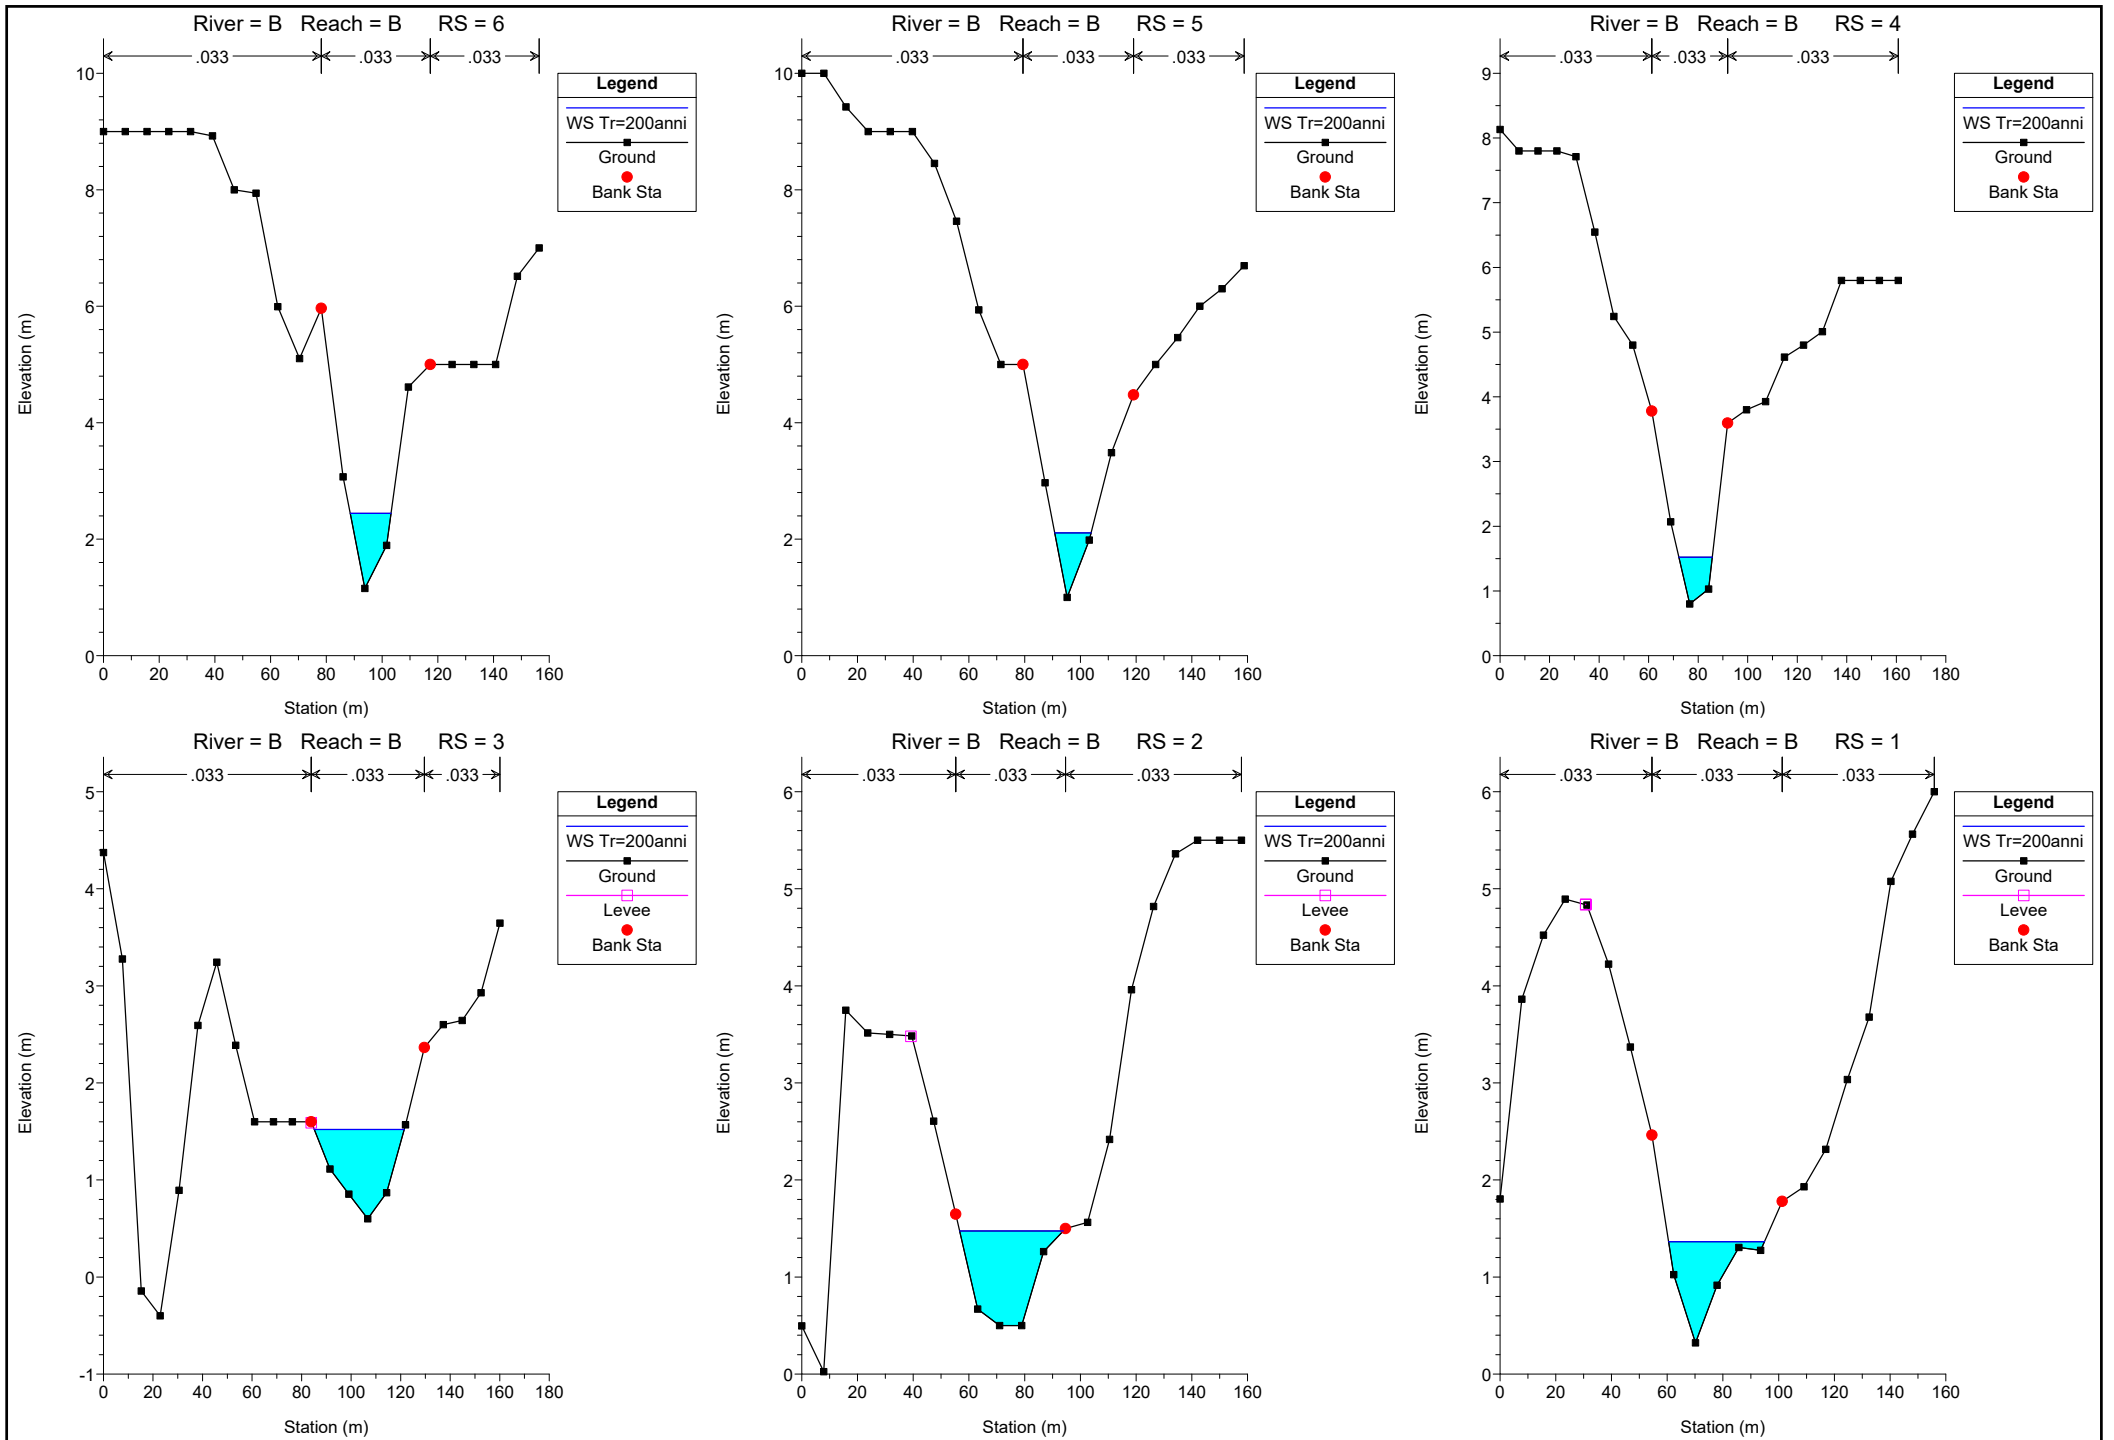 River = B   Reach = B      RS = 6
.033 .033 .033
Legend
WS Tr=200anni
Ground
Bank Sta
Elevation (m)
10
8
6
4
2
0
0 20 40 60 80 100 120 140 160
Station (m)
River = B   Reach = B      RS = 5
.033 .033 .033
Legend
WS Tr=200anni
Ground
Bank Sta
Elevation (m)
10
8
6
4
2
0
0 20 40 60 80 100 120 140 160
Station (m)
River = B   Reach = B      RS = 4
.033 .033 .033
Legend
WS Tr=200anni
Ground
Bank Sta
Elevation (m)
9
8
7
6
5
4
3
2
1
0
0 20 40 60 80 100 120 140 160 180
Station (m)
River = B   Reach = B      RS = 3
.033 .033 .033
Legend
WS Tr=200anni
Ground
Levee
Bank Sta
Elevation (m)
5
4
3
2
1
0
-1
0 20 40 60 80 100 120 140 160 180
Station (m)
River = B   Reach = B      RS = 2
.033 .033 .033
Legend
WS Tr=200anni
Ground
Levee
Bank Sta
Elevation (m)
6
5
4
3
2
1
0
0 20 40 60 80 100 120 140 160
Station (m)
River = B   Reach = B      RS = 1
.033 .033 .033
Legend
WS Tr=200anni
Ground
Levee
Bank Sta
Elevation (m)
6
5
4
3
2
1
0
0 20 40 60 80 100 120 140 160
Station (m)